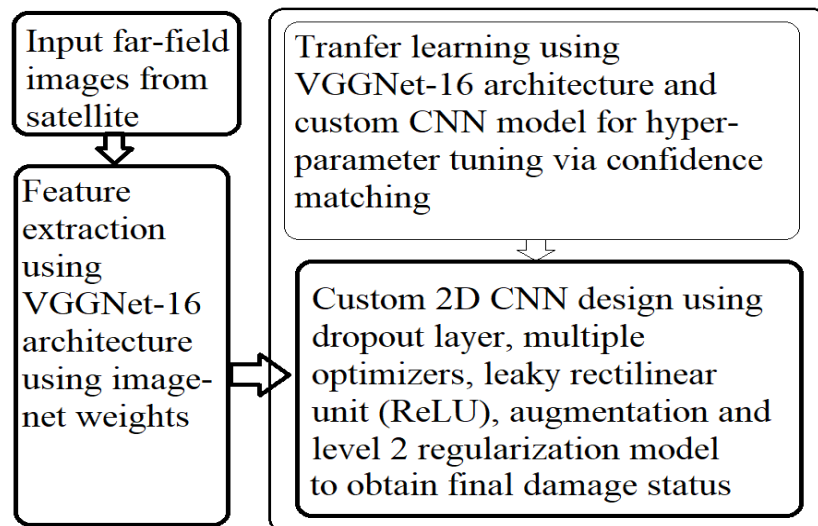 Input far-field
images from
satellite
Feature
extraction
using
VGGNet-16
architecture
using image-
net weights
Tranfer learning using
VGGNet-16 architecture and
custom CNN model for hyper-
parameter tuning via confidence
matching
Custom 2D CNN design using
dropout layer, multiple
optimizers, leaky rectilinear
unit (ReLU), augmentation and
level 2 regularization model
to obtain final damage status